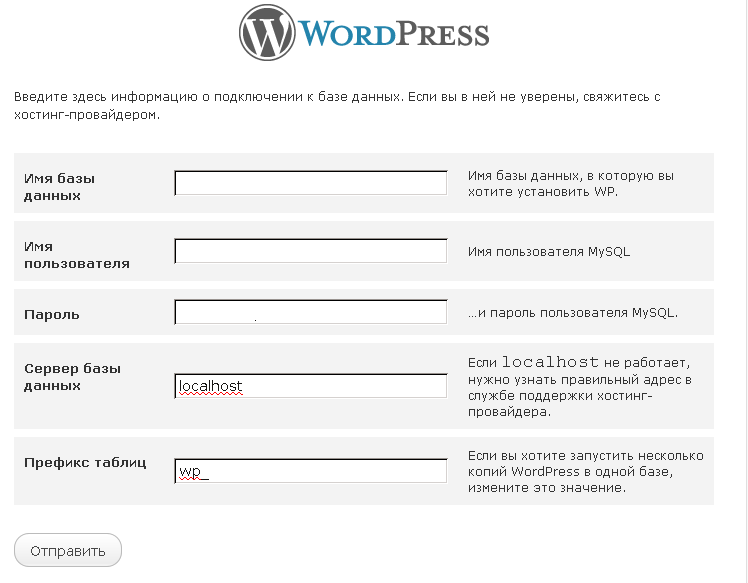 WORDPRESS
Введите здесь информацию о подключении к базе данных. Если вы в ней не уверены, свяжитесь с
хостинг-провайдером.
Имя базы
данных
Имя базы данных, в которую вы
хотите установить WP.
Имя
пользователя
Имя пользователя MySQL
Пароль
...и пароль пользователя MySQL.
Сервер базы
данных
localhost
Если localhost не работает,
нужно узнать правильный адрес в
службе поддержки хостинг-
провайдера.
Префикс таблиц
wp_
Если вы хотите запустить несколько
копий WordPress в одной базе,
измените это значение.
Отправить